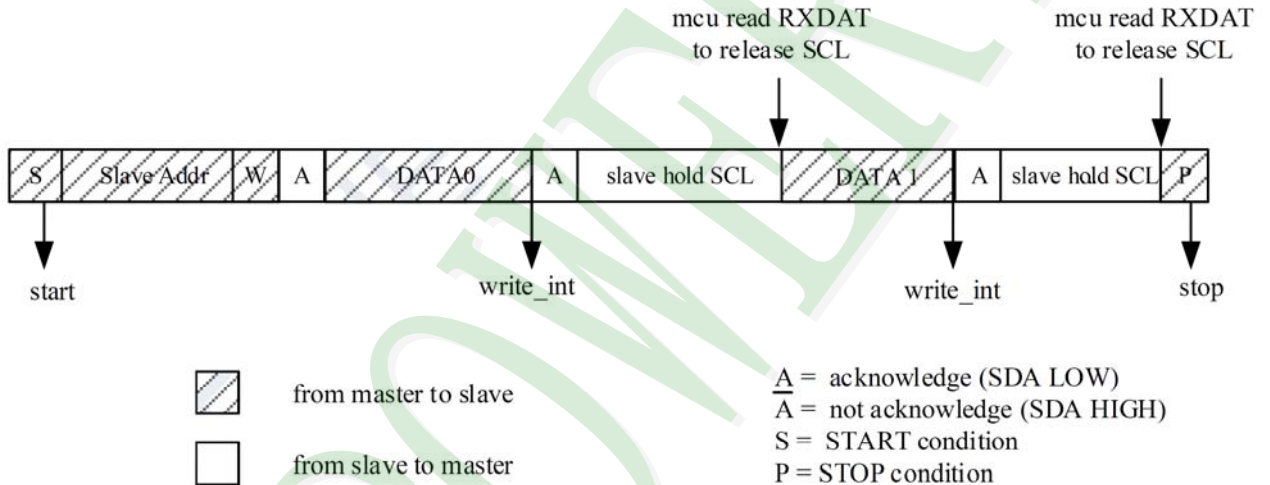 mcu read RXDAT
to release SCL
mcu read RXDAT
to release SCL
S Slave Addr W A DATA0 A slave hold SCL DATA 1 A slave hold SCL P
start
write_int
write_int
stop
from master to slave
from slave to master
A = acknowledge (SDA LOW)
A = not acknowledge (SDA HIGH)
S = START condition
P = STOP condition